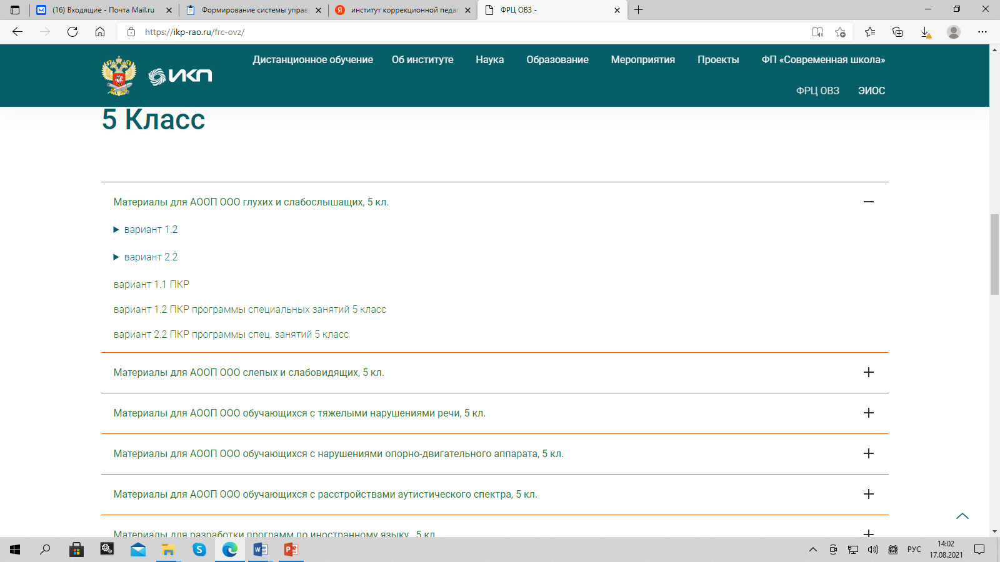 (16) Входящие - Почта Mail.ru
Формирование системы управл
институт коррекционной педаг
ФРЦ ОВЗ -
https://ikp-rao.ru/frc-ovz/
ИКП
Дистанционное обучение
Об институте
Наука
Образование
Мероприятия
Проекты
ФП «Современная школа»
ФРЦ ОВЗ
ЭИОС
5 Класс
Материалы для АООП ООО глухих и слабослышащих, 5 кл.
вариант 1.2
вариант 2.2
вариант 1.1 ПКР
вариант 1.2 ПКР программы специальных занятий 5 класс
вариант 2.2 ПКР программы спец. занятий 5 класс
Материалы для АООП ООО слепых и слабовидящих, 5 кл.
Материалы для АООП ООО обучающихся с тяжелыми нарушениями речи, 5 кл.
Материалы для АООП ООО обучающихся с нарушениями опорно-двигательного аппарата, 5 кл.
Материалы для АООП ООО обучающихся с расстройствами аутистического спектра, 5 кл.
Материалы для разработки программ по иностранному языку, 5 кл
РУС
14:02
17.08.2021